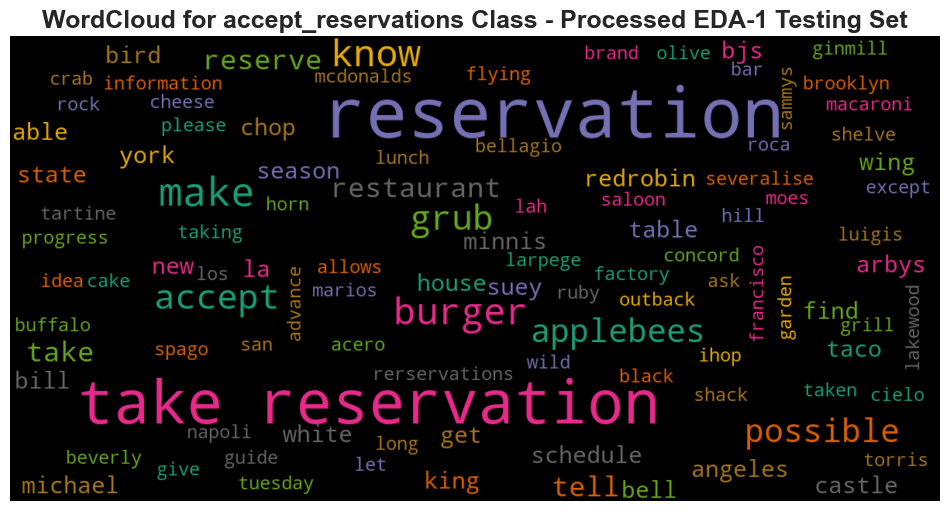 WordCloud for accept_reservations Class - Processed EDA-1 Testing Set
bird reserve know brand olive bjs ginmill
crab information mcdonalds flying bar sammys brooklyn
rock cheese reservation macaroni
able please chop bellagio roca shelve
york lunch wing
state season restaurant redrobin severalise except
make horn grub lah saloon moes
tartine hill
progress taking minnis table luigis
new los la allows larpege concord francisco arbys
idea cake advance house suey factory ask garden
accept marios ruby outback lakewood
buffalo burger applebees find grill
take spago san acero wild ihop taco
bill rerservations black shack taken cielo
take reservation
napoli white long get possible
beverly guide schedule angeles torris
give let
michael tuesday king tell bell castle